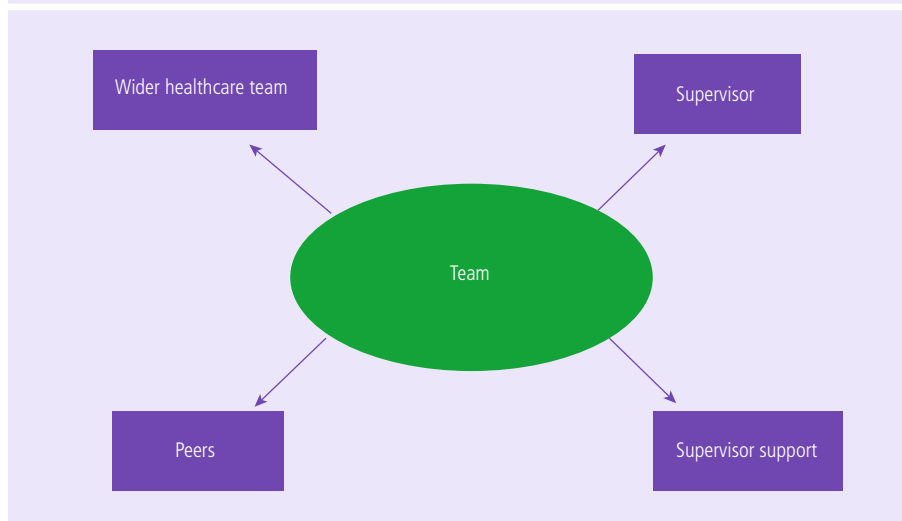 Wider healthcare team
Supervisor
Team
Peers
Supervisor support